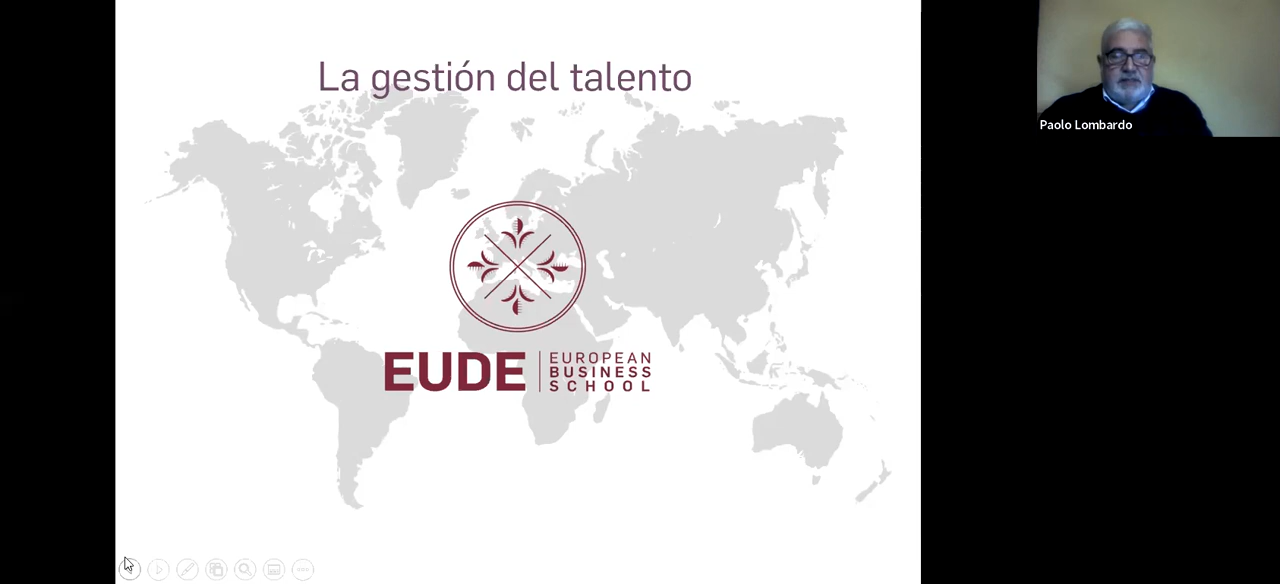 La gestión del talento
EUDE
EUROPEAN
BUSINESS
SCHOOL
Paolo Lombardo